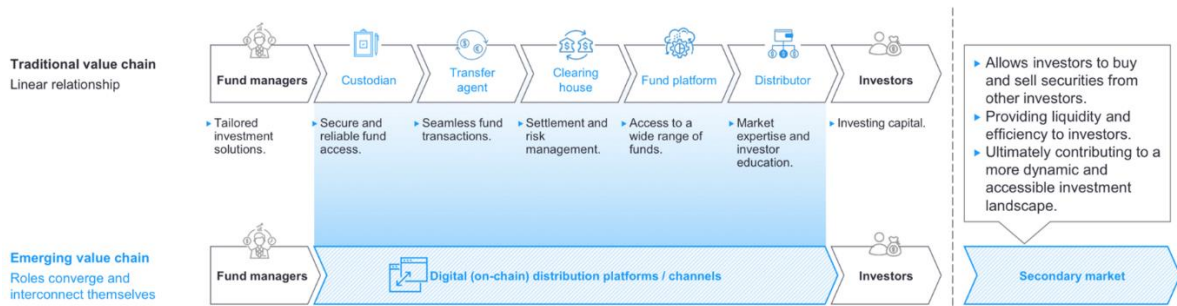 Traditional value chain
Linear relationship
Fund managers
Custodian
Transfer
agent
Clearing
house
Fund platform
Distributor
Investors
Tailored
investment
solutions.
Secure and
reliable fund
access.
Seamless fund
transactions.
Settlement and
risk
management.
Access to a
wide range of
funds.
Market
expertise and
investor
education.
Investing capital.
Allows investors to buy
and sell securities from
other investors.
Providing liquidity and
efficiency to investors.
Ultimately contributing to a
more dynamic and
accessible investment
landscape.
Emerging value chain
Roles converge and
interconnect themselves
Fund managers
Digital (on-chain) distribution platforms / channels
Investors
Secondary market